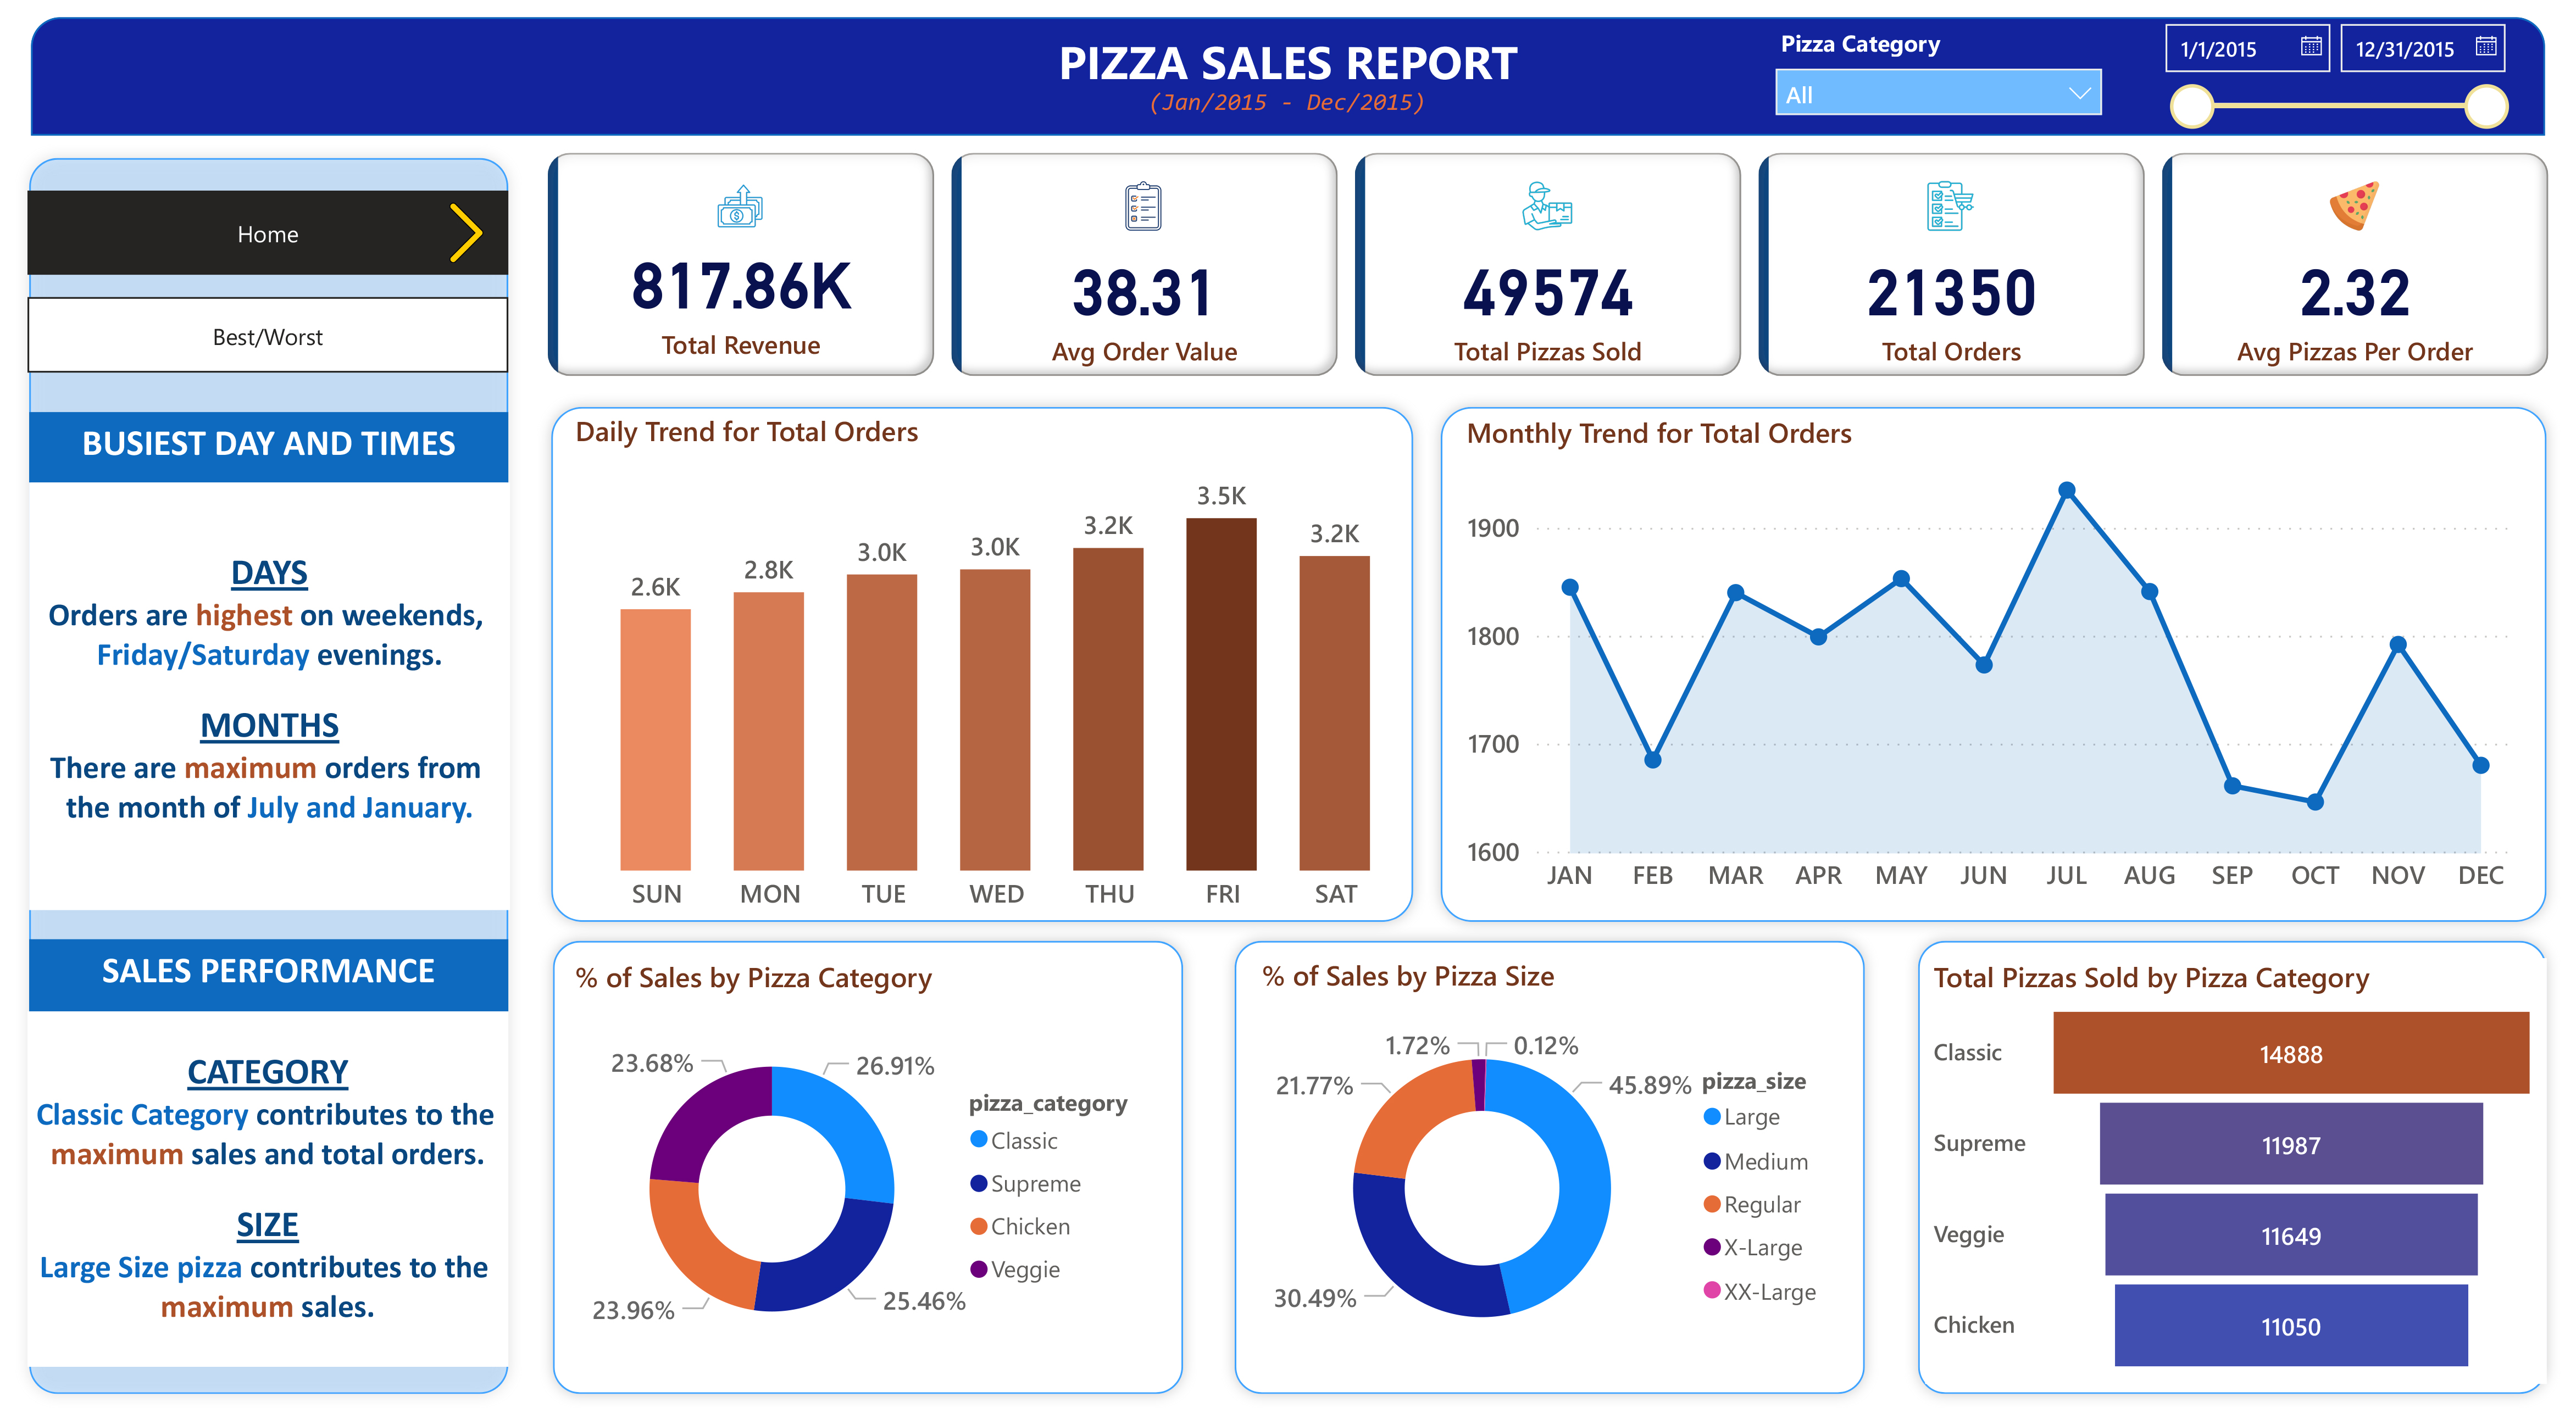 PIZZA SALES REPORT
(Jan/2015 - Dec/2015)
Pizza Category
All
1/1/2015
12/31/2015
Home
Best/Worst
BUSIEST DAY AND TIMES
DAYS
Orders are highest on weekends,
Friday/Saturday evenings.
MONTHS
There are maximum orders from
the month of July and January.
SALES PERFORMANCE
CATEGORY
Classic Category contributes to the
maximum sales and total orders.
SIZE
Large Size pizza contributes to the
maximum sales.
817.86K
Total Revenue
38.31
Avg Order Value
49574
Total Pizzas Sold
21350
Total Orders
2.32
Avg Pizzas Per Order
Daily Trend for Total Orders
2.6K
2.8K
3.0K
3.0K
3.2K
3.5K
3.2K
SUN MON TUE WED THU FRI SAT
Monthly Trend for Total Orders
1900
1800
1700
1600
JAN FEB MAR APR MAY JUN JUL AUG SEP OCT NOV DEC
% of Sales by Pizza Category
23.68%
26.91%
23.96%
25.46%
pizza_category
Classic
Supreme
Chicken
Veggie
% of Sales by Pizza Size
1.72%
0.12%
21.77%
45.89%
30.49%
pizza_size
Large
Medium
Regular
X-Large
XX-Large
Total Pizzas Sold by Pizza Category
Classic 14888
Supreme 11987
Veggie 11649
Chicken 11050